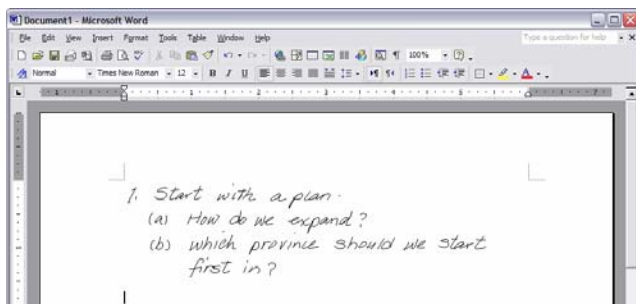 Document1 - Microsoft Word
File Edit View Insert Format Tools Table Window Help
Type a question for help
100%
Normal Times New Roman 12 B I U
1. Start with a plan.
(a) How do we expand?
(b) which province should we start
first in?